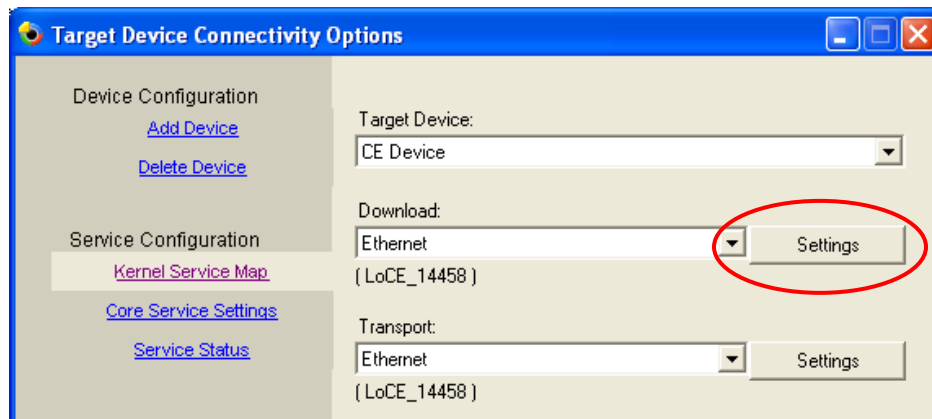 Target Device Connectivity Options
Device Configuration
Add Device
Delete Device
Service Configuration
Kernel Service Map
Core Service Settings
Service Status
Target Device:
CE Device
Download:
Ethernet
Settings
( LoCE_14458 )
Transport:
Ethernet
Settings
( LoCE_14458 )